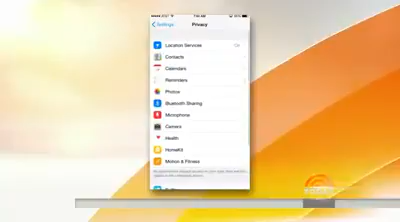 Settings
Privacy
Location Services
On
Contacts
Calendars
Reminders
Photos
Bluetooth Sharing
Microphone
Camera
Health
HomeKit
Motion & Fitness